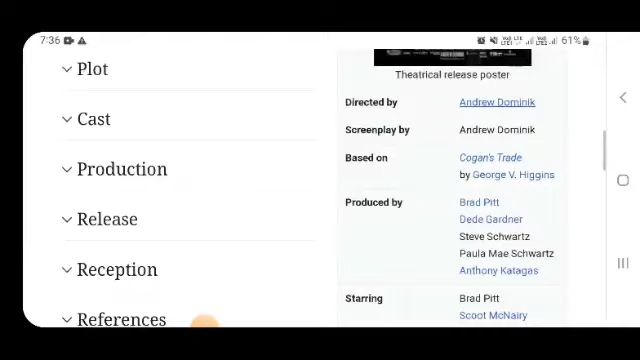 7:36
61%
Plot
Cast
Production
Release
Reception
References
Theatrical release poster
Directed by Andrew Dominik
Screenplay by Andrew Dominik
Based on Cogan's Trade
by George V. Higgins
Produced by Brad Pitt
Dede Gardner
Steve Schwartz
Paula Mae Schwartz
Anthony Katagas
Starring Brad Pitt
Scoot McNairy